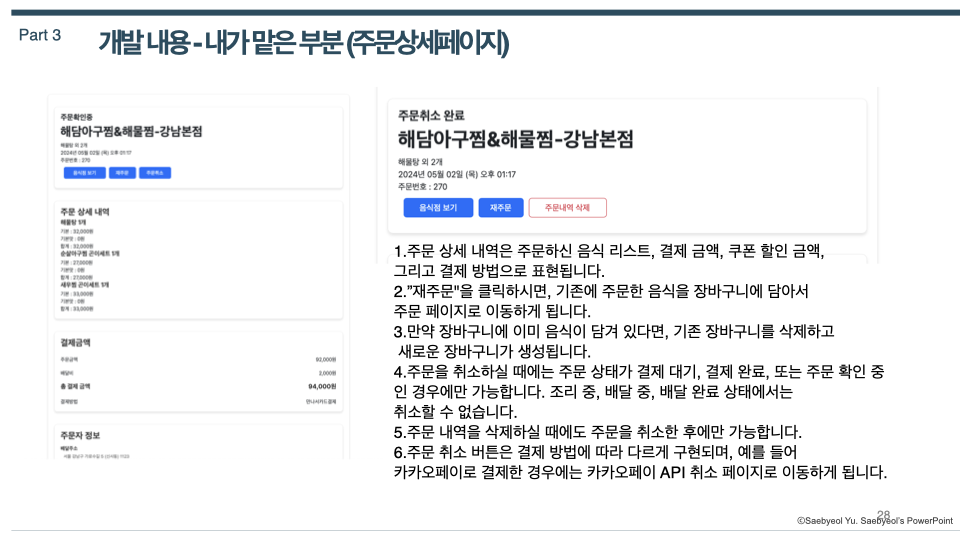 Part 3
개발 내용 - 내가 맡은 부분 (주문상세페이지)
주문확인중
해담아구찜&해물찜-강남본점
해물탕 외 2개
2024년 05월 02일 (목) 오후 01:17
주문번호 : 270
음식점 보기
재주문
주문취소
주문 상세 내역
해물탕 1개
기본 : 32,000원
기본맛 : 0원
합계 : 32,000원
순살아구찜 곤이세트 1개
기본 : 27,000원
기본맛 : 0원
합계 : 27,000원
새우찜 곤이세트 1개
기본 : 33,000원
기본맛 : 0원
합계 : 33,000원
결제금액
주문금액 92,000원
배달비 2,000원
총 결제 금액 94,000원
결제방법 만나서카드결제
주문자 정보
배달주소
주문취소 완료
해담아구찜&해물찜-강남본점
해물탕 외 2개
2024년 05월 02일 (목) 오후 01:17
주문번호 : 270
음식점 보기
재주문
주문내역 삭제
1.주문 상세 내역은 주문하신 음식 리스트, 결제 금액, 쿠폰 할인 금액,
그리고 결제 방법으로 표현됩니다.
2.”재주문"을 클릭하시면, 기존에 주문한 음식을 장바구니에 담아서
주문 페이지로 이동하게 됩니다.
3.만약 장바구니에 이미 음식이 담겨 있다면, 기존 장바구니를 삭제하고
새로운 장바구니가 생성됩니다.
4.주문을 취소하실 때에는 주문 상태가 결제 대기, 결제 완료, 또는 주문 확인 중
인 경우에만 가능합니다. 조리 중, 배달 중, 배달 완료 상태에서는
취소할 수 없습니다.
5.주문 내역을 삭제하실 때에도 주문을 취소한 후에만 가능합니다.
6.주문 취소 버튼은 결제 방법에 따라 다르게 구현되며, 예를 들어
카카오페이로 결제한 경우에는 카카오페이 API 취소 페이지로 이동하게 됩니다.
28
ⓒSaebyeol Yu. Saebyeol's PowerPoint